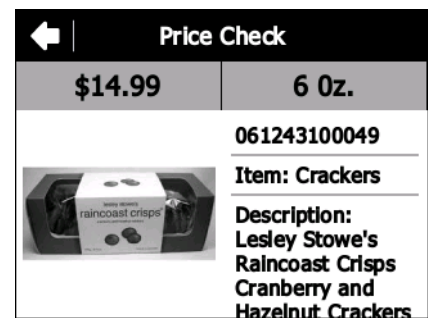 Price Check
$14.99
6 Oz.
061243100049
Item: Crackers
lesley stowe's
raincoast crisps
Description:
Lesley Stowe's
Raincoast Crisps
Cranberry and
Hazelnut Crackers